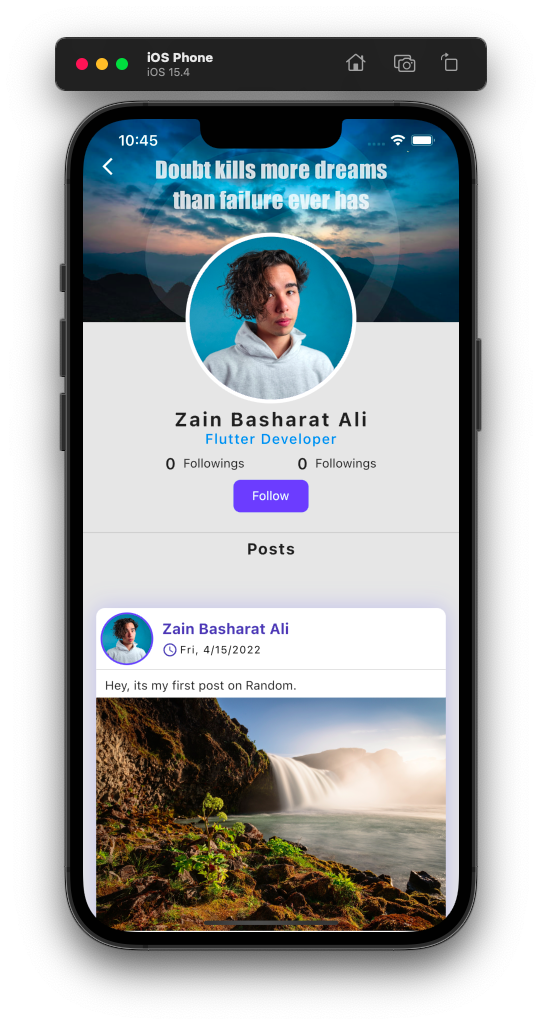 iOS Phone
iOS 15.4
10:45
Doubt kills more dreams
than failure ever has
Zain Basharat Ali
Flutter Developer
0 Followings 0 Followings
Follow
Posts
Zain Basharat Ali
Fri, 4/15/2022
Hey, its my first post on Random.